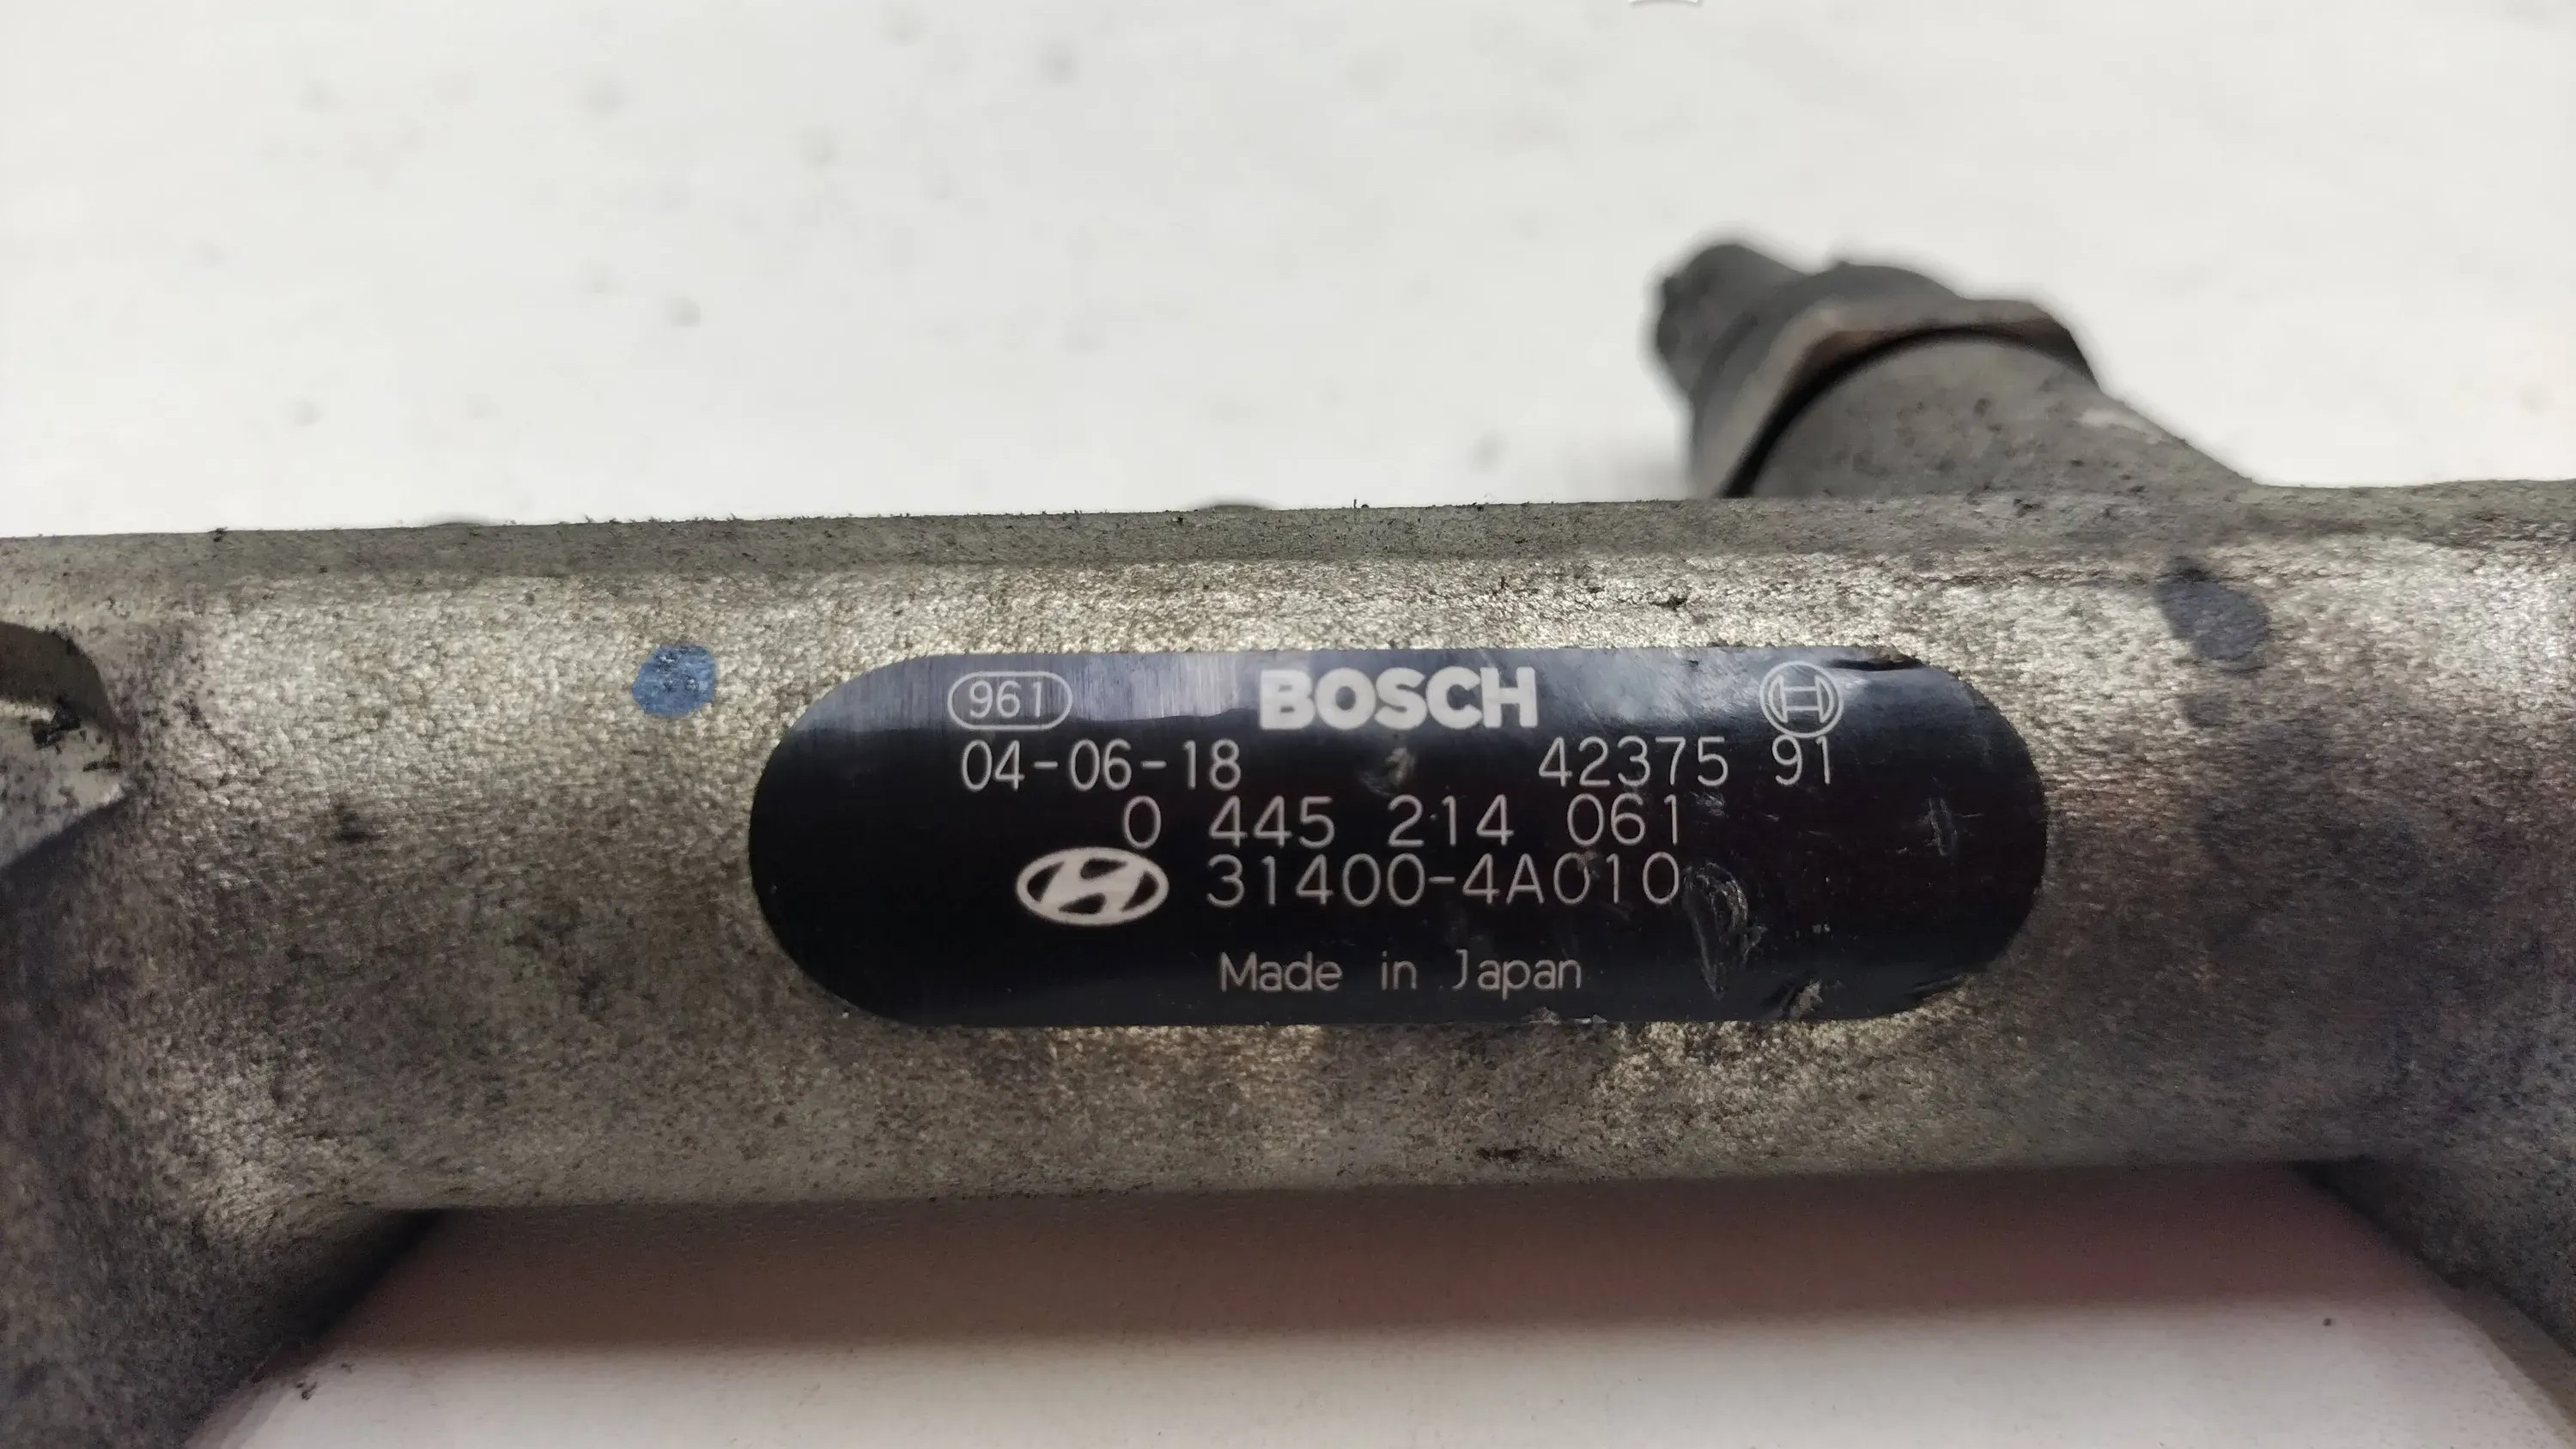 961 BOSCH
04-06-18 42375 91
0 445 214 061
31400-4A010
Made in Japan